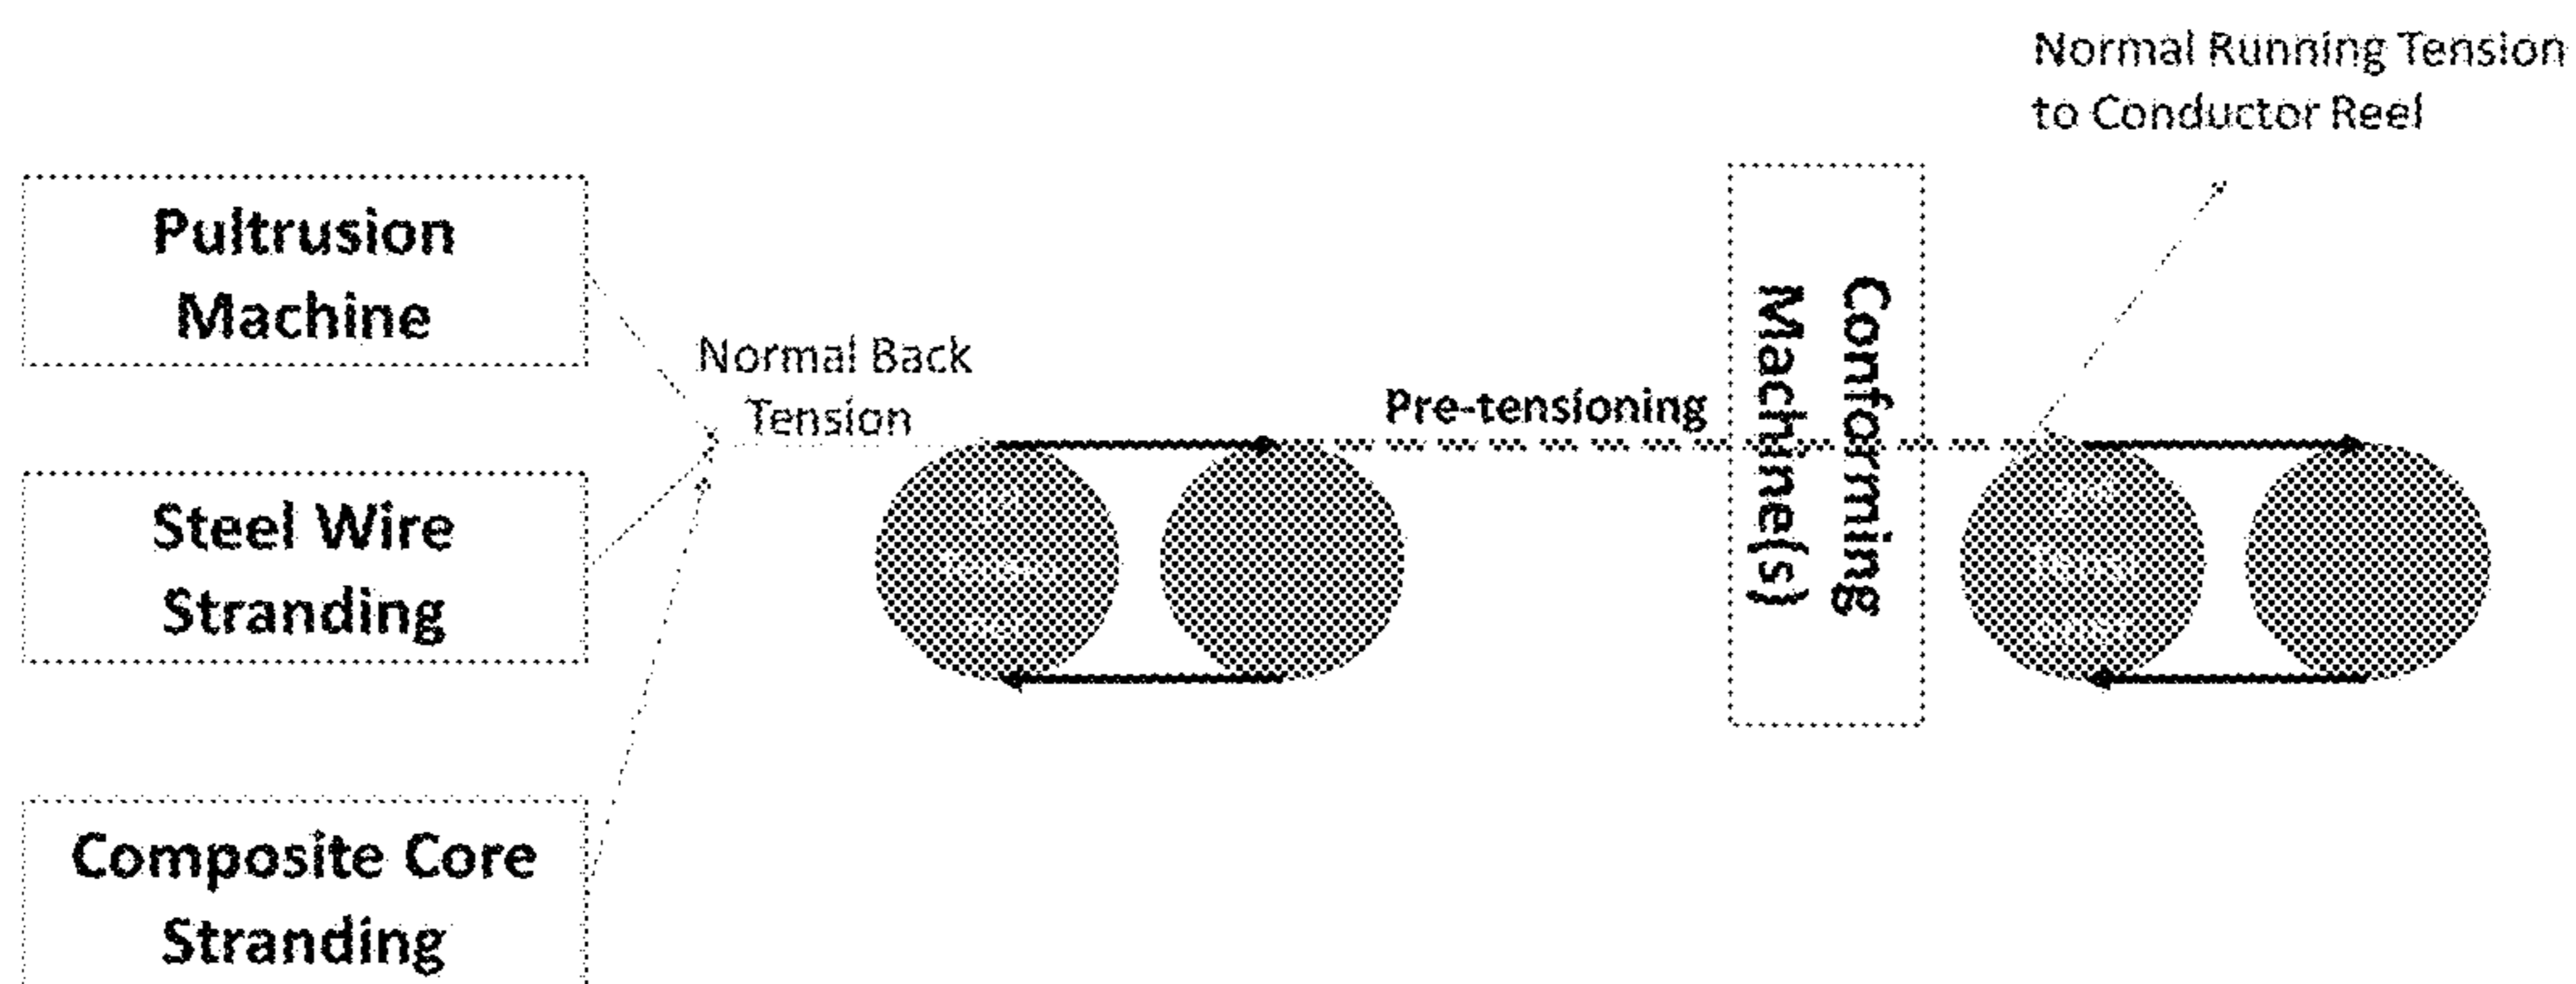 Normal Running Tension
to Conductor Reel
Pultrusion
Machine
Normal Back
Tension
Pre-tensioning
Conforming
Machine(s)
Steel Wire
Stranding
Composite Core
Stranding